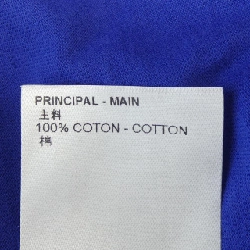 PRINCIPAL - MAIN
主料
100% COTON - COTTON
棉